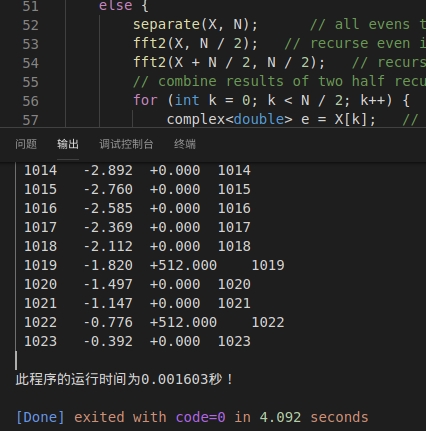 51 else {
52 separate(X, N); // all evens t
53 fft2(X, N / 2); // recurse even i
54 fft2(X + N / 2, N / 2); // recurs
55 // combine results of two half recu
56 for (int k = 0; k < N / 2; k++) {
57 complex<double> e = X[k]; //
问题 输出 调试控制台 终端
1014 -2.892 +0.000 1014
1015 -2.760 +0.000 1015
1016 -2.585 +0.000 1016
1017 -2.369 +0.000 1017
1018 -2.112 +0.000 1018
1019 -1.820 +512.000 1019
1020 -1.497 +0.000 1020
1021 -1.147 +0.000 1021
1022 -0.776 +512.000 1022
1023 -0.392 +0.000 1023
此程序的运行时间为0.001603秒！
[Done] exited with code=0 in 4.092 seconds